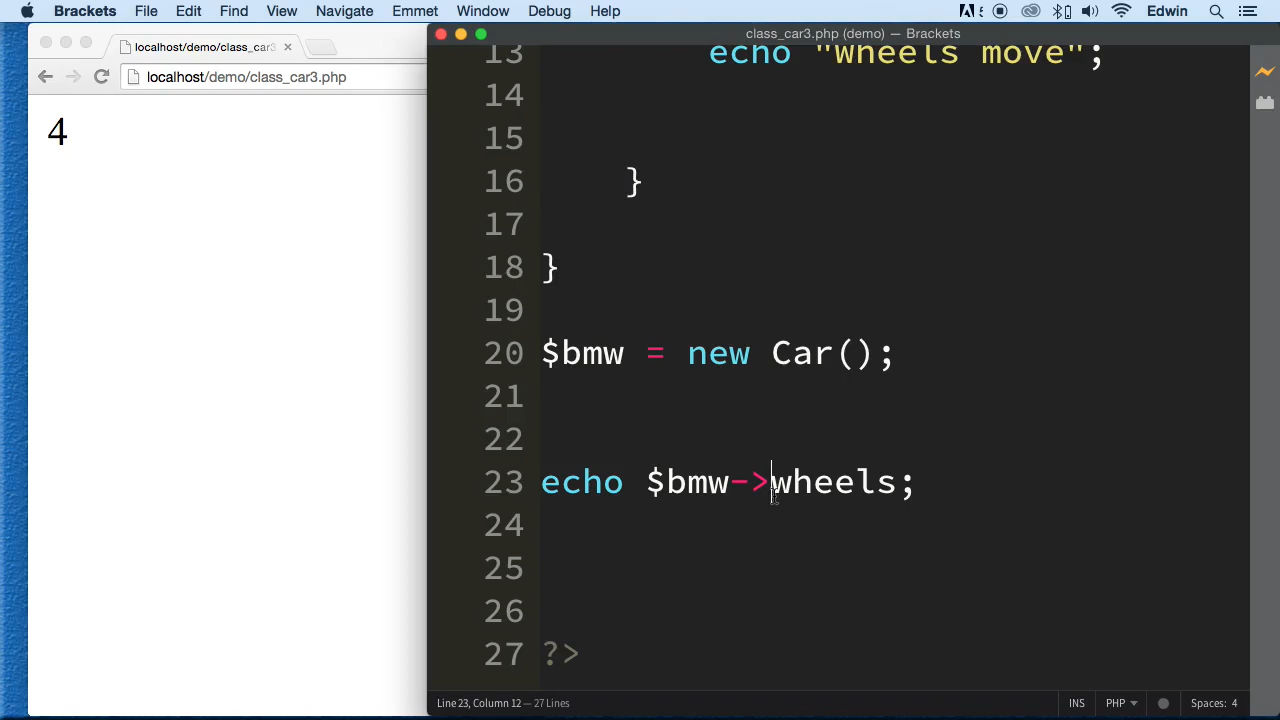 Brackets File Edit Find View Navigate Emmet Window Debug Help Edwin
class_car3.php (demo) — Brackets
localhost/demo/class_car3
localhost/demo/class_car3.php
4
13 echo "Wheels move";
14
15
16 }
17
18 }
19
20 $bmw = new Car();
21
22
23 echo $bmw->wheels;
24
25
26
27 ?>
Line 23, Column 12 — 27 Lines INS PHP Spaces: 4